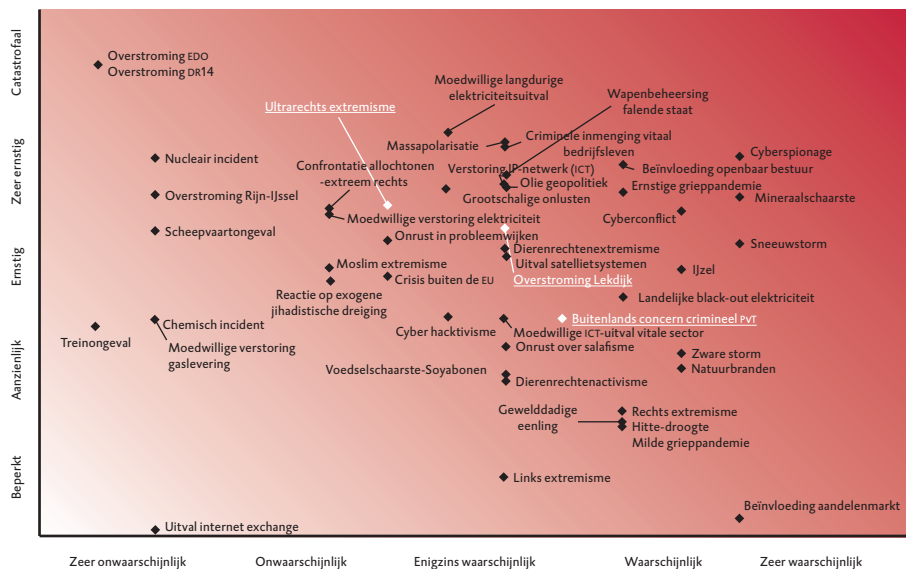 Catastrofaal
Zeer ernstig
Ernstig
Aanzienlijk
Beperkt
Overstroming EDO
Overstroming DR14
Moedwillige langdurige
elektriciteitsuitval
Wapenbeheersing
falende staat
Ultrarechts extremisme
Massapolarisatie
Criminele inmenging vitaal
bedrijfsleven
Nucleair incident
Confrontatie allochtonen
-extreem rechts
Verstoring IP-netwerk (ICT)
Beïnvloeding openbaar bestuur
Cyberspionage
Olie geopolitiek
Ernstige grieppandemie
Overstroming Rijn-IJssel
Grootschalige onlusten
Mineraalschaarste
Moedwillige verstoring elektriciteit
Cyberconflict
Scheepvaartongeval
Onrust in probleemwijken
Dierenrechtenextremisme
Sneeuwstorm
Uitval satellietsystemen
Moslim extremisme
IJzel
Crisis buiten de EU
Overstroming Lekdijk
Reactie op exogene
jihadistische dreiging
Landelijke black-out elektriciteit
Buitenlands concern crimineel PVT
Chemisch incident
Cyber hacktivisme
Moedwillige ICT-uitval vitale sector
Treinongeval
Moedwillige verstoring
gaslevering
Onrust over salafisme
Zware storm
Voedselschaarste-Soyabonen
Natuurbranden
Dierenrechtenactivisme
Gewelddadige
eenling
Rechts extremisme
Hitte-droogte
Milde grieppandemie
Links extremisme
Beïnvloeding aandelenmarkt
Uitval internet exchange
Zeer onwaarschijnlijk
Onwaarschijnlijk
Enigzins waarschijnlijk
Waarschijnlijk
Zeer waarschijnlijk